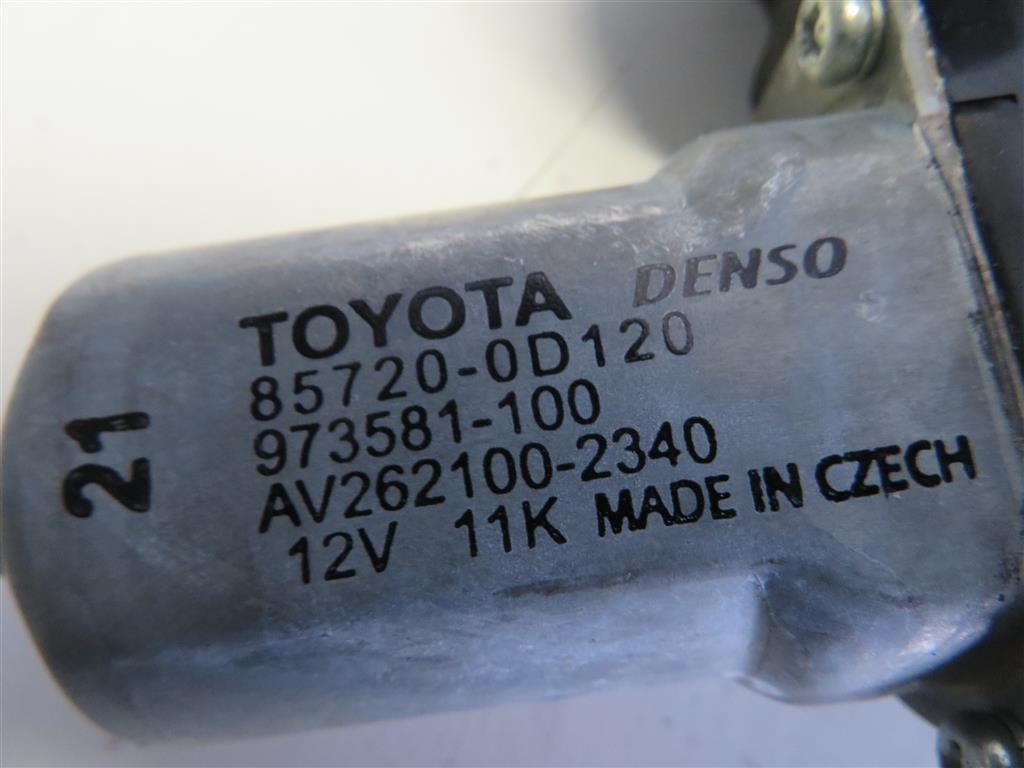 TOYOTA DENSO
85720-0D120
973581-100
AV262100-2340
12V 11K MADE IN CZECH
21